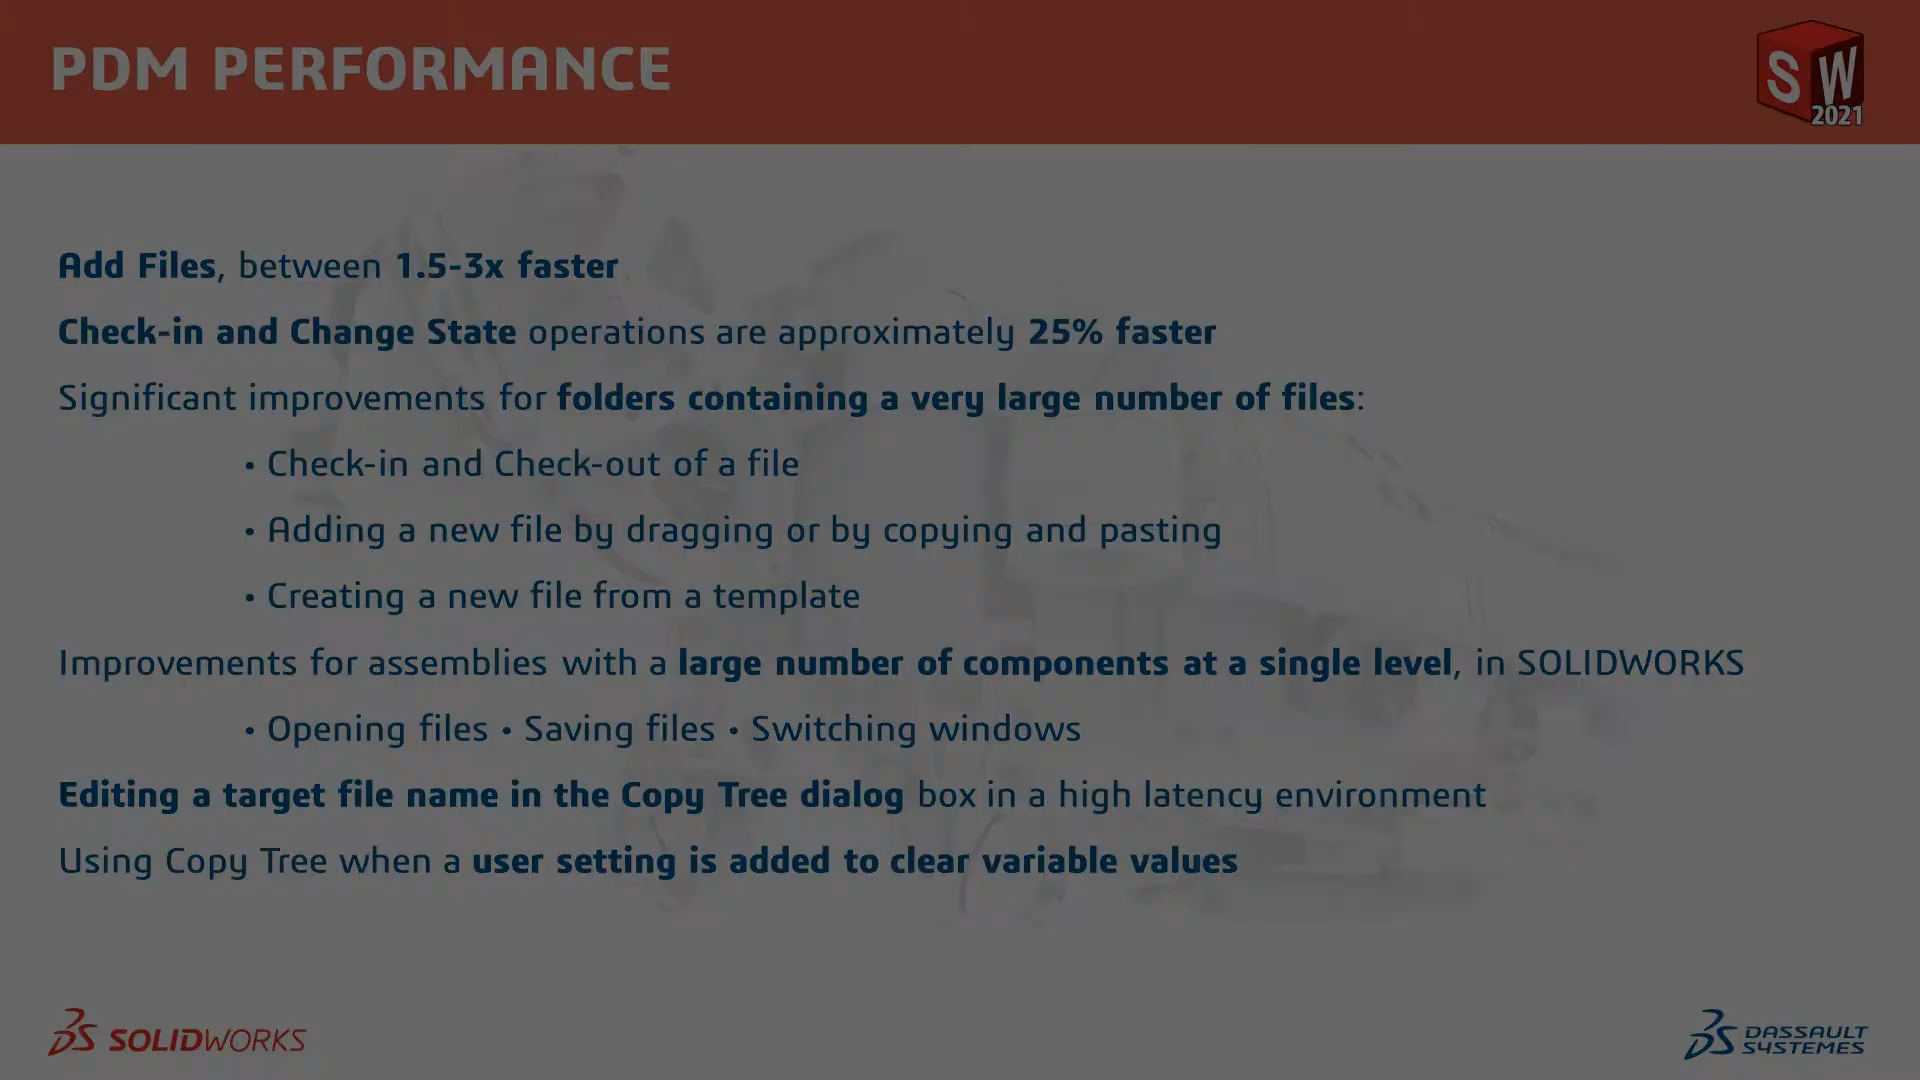 PDM PERFORMANCE
SW
2021
Add Files, between 1.5-3x faster
Check-in and Change State operations are approximately 25% faster
Significant improvements for folders containing a very large number of files:
• Check-in and Check-out of a file
• Adding a new file by dragging or by copying and pasting
• Creating a new file from a template
Improvements for assemblies with a large number of components at a single level, in SOLIDWORKS
• Opening files • Saving files • Switching windows
Editing a target file name in the Copy Tree dialog box in a high latency environment
Using Copy Tree when a user setting is added to clear variable values
3S SOLIDWORKS
3S DASSAULT
SYSTEMES